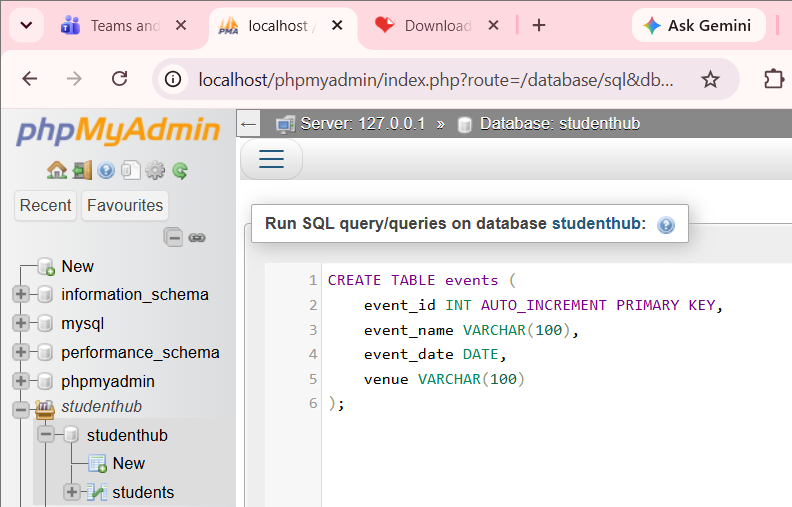 Teams and
localhost /
Download
Ask Gemini
localhost/phpmyadmin/index.php?route=/database/sql&db...
phpMyAdmin
Recent
Favourites
New
information_schema
mysql
performance_schema
phpmyadmin
studenthub
studenthub
New
students
Server: 127.0.0.1 » Database: studenthub
Run SQL query/queries on database studenthub:
1 CREATE TABLE events (
2     event_id INT AUTO_INCREMENT PRIMARY KEY,
3     event_name VARCHAR(100),
4     event_date DATE,
5     venue VARCHAR(100)
6 );